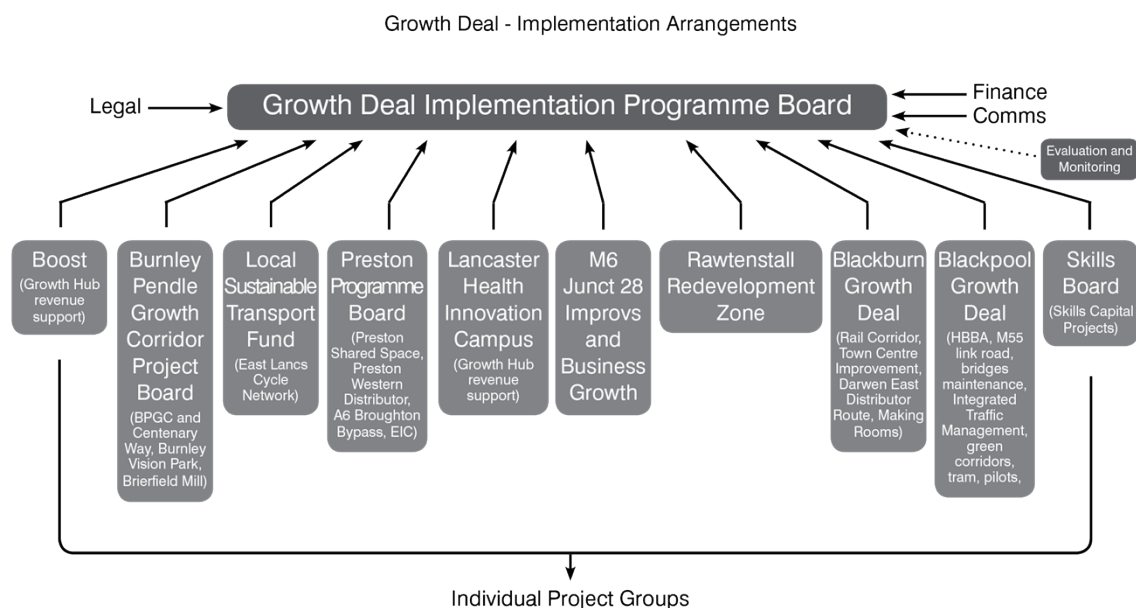 Growth Deal - Implementation Arrangements
Legal
Growth Deal Implementation Programme Board
Finance
Comms
Evaluation and
Monitoring
Boost
(Growth Hub
revenue
support)
Burnley
Pendle
Growth
Corridor
Project
Board
(BPGC and
Centenary
Way, Burnley
Vision Park,
Brierfield Mill)
Local
Sustainable
Transport
Fund
(East Lancs
Cycle
Network)
Preston
Programme
Board
(Preston
Shared Space,
Preston
Western
Distributor,
A6 Broughton
Bypass, EIC)
Lancaster
Health
Innovation
Campus
(Growth Hub
revenue
support)
M6
Junct 28
Improvs
and
Business
Growth
Rawtenstall
Redevelopment
Zone
Blackburn
Growth
Deal
(Rail Corridor,
Town Centre
Improvement,
Darwen East
Distributor
Route, Making
Rooms)
Blackpool
Growth
Deal
(HBBA, M55
link road,
bridges
maintenance,
Integrated
Traffic
Management,
green
corridors,
tram, pilots,
Skills
Board
(Skills Capital
Projects)
Individual Project Groups